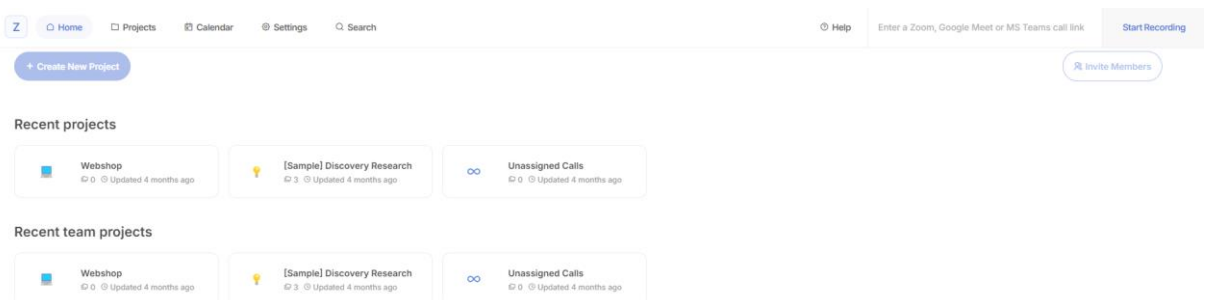 Z Home Projects Calendar Settings Search Help Enter a Zoom, Google Meet or MS Teams call link Start Recording
+ Create New Project Invite Members
Recent projects
Webshop [Sample] Discovery Research Unassigned Calls
0 Updated 4 months ago 3 Updated 4 months ago 0 Updated 4 months ago
Recent team projects
Webshop [Sample] Discovery Research Unassigned Calls
0 Updated 4 months ago 3 Updated 4 months ago 0 Updated 4 months ago